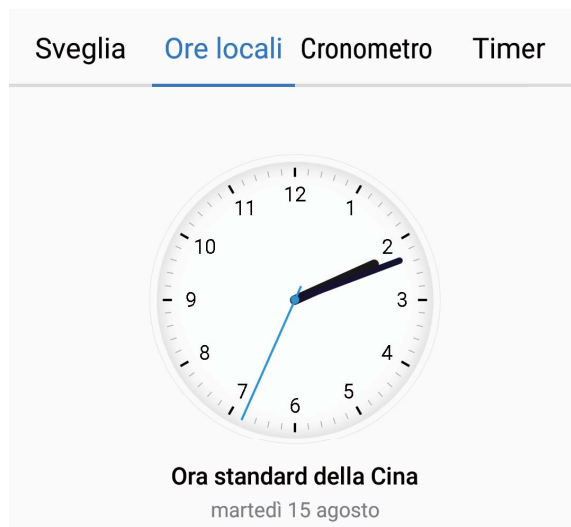 Sveglia Ore locali Cronometro Timer
12
11 1
10 2
9 3
8 4
7 5
6
Ora standard della Cina
martedì 15 agosto